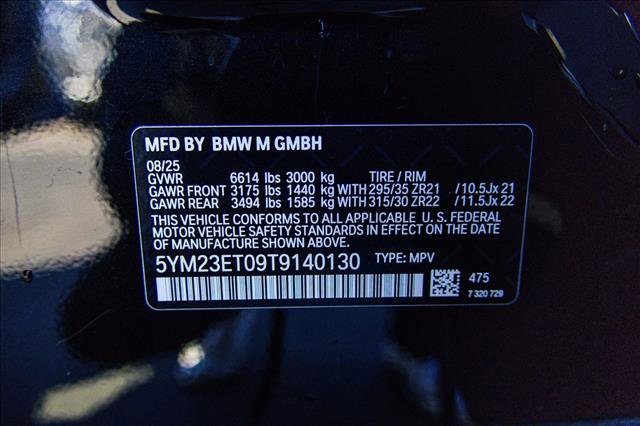 MFD BY BMW M GMBH
08/25
GVWR 6614 lbs 3000 kg TIRE / RIM
GAWR FRONT 3175 lbs 1440 kg WITH 295/35 ZR21 /10.5Jx 21
GAWR REAR 3494 lbs 1585 kg WITH 315/30 ZR22 /11.5Jx 22
THIS VEHICLE CONFORMS TO ALL APPLICABLE U.S. FEDERAL
MOTOR VEHICLE SAFETY STANDARDS IN EFFECT ON THE DATE
OF MANUFACTURE SHOWN ABOVE.
5YM23ET09T9140130 TYPE: MPV
475
7 320 729